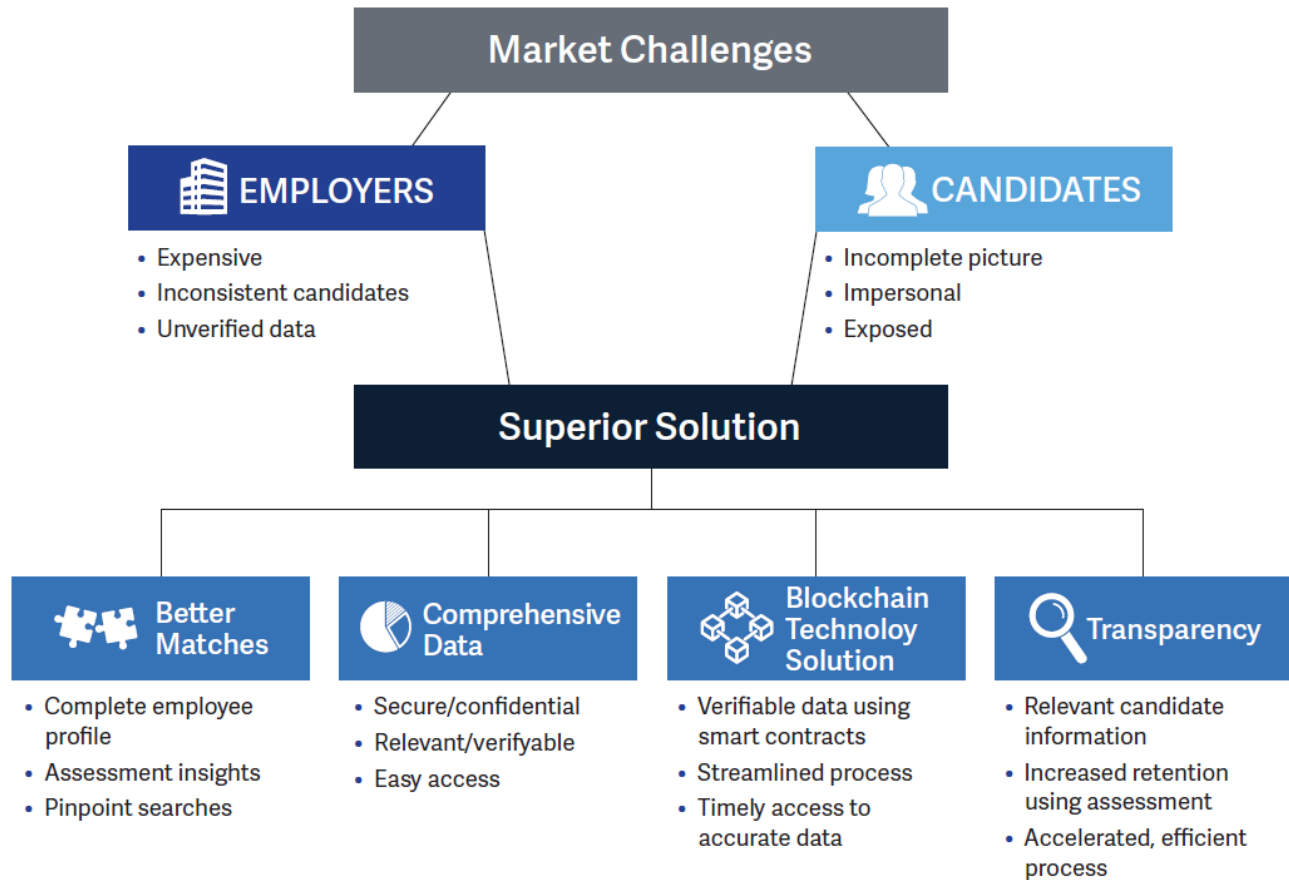 Market Challenges
EMPLOYERS
• Expensive
• Inconsistent candidates
• Unverified data
CANDIDATES
• Incomplete picture
• Impersonal
• Exposed
Superior Solution
Better
Matches
• Complete employee
profile
• Assessment insights
• Pinpoint searches
Comprehensive
Data
• Secure/confidential
• Relevant/verifyable
• Easy access
Blockchain
Technoloy
Solution
• Verifiable data using
smart contracts
• Streamlined process
• Timely access to
accurate data
Transparency
• Relevant candidate
information
• Increased retention
using assessment
• Accelerated, efficient
process